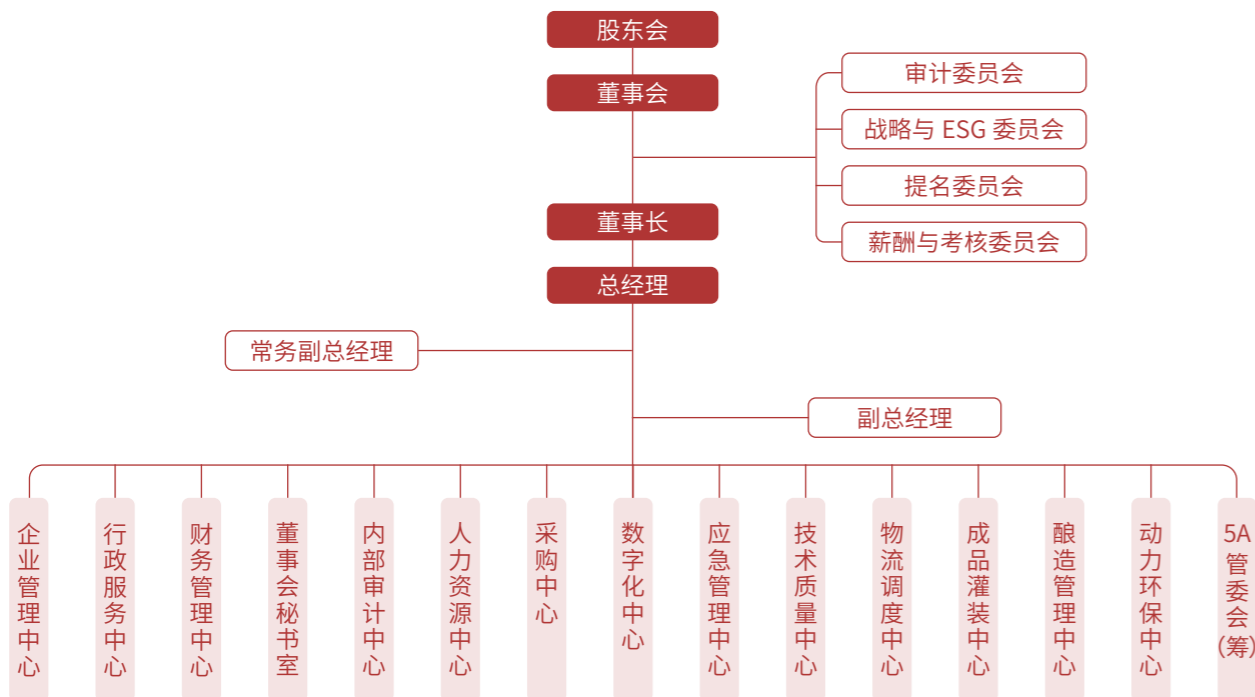 股东会
董事会
审计委员会
战略与 ESG 委员会
提名委员会
薪酬与考核委员会
董事长
总经理
常务副总经理
副总经理
企业管理中心
行政服务中心
财务管理中心
董事会秘书室
内部审计中心
人力资源中心
采购中心
数字化中心
应急管理中心
技术质量中心
物流调度中心
成品灌装中心
酿造管理中心
动力环保中心
5A管委会(筹)